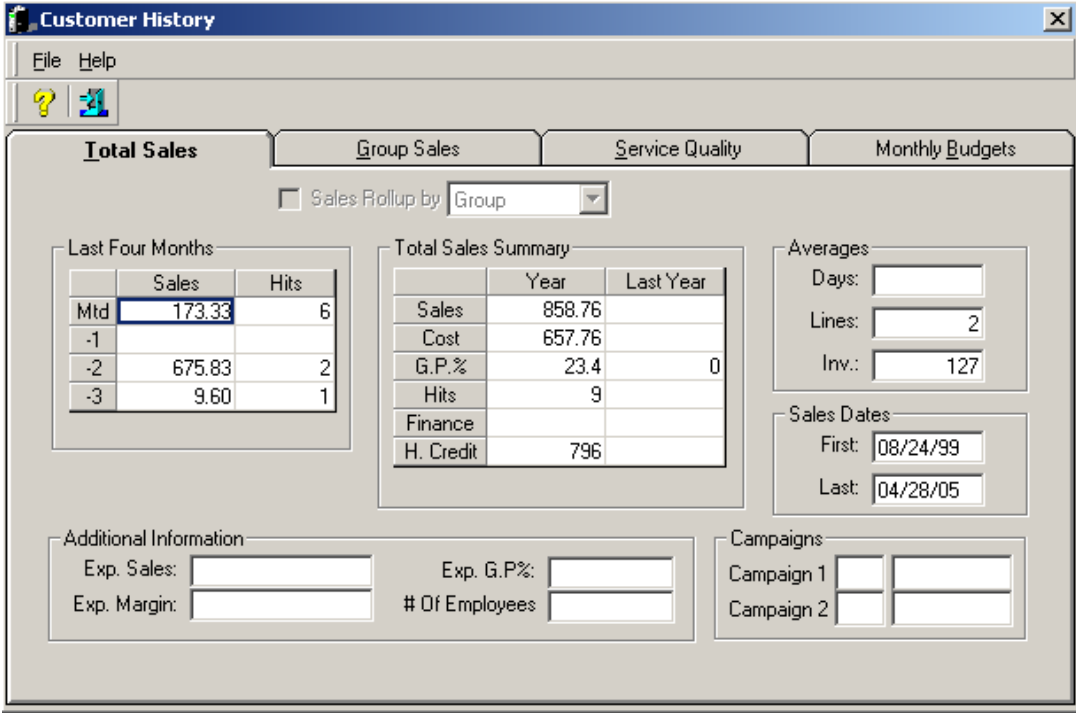 Customer History
File Help
Total Sales Group Sales Service Quality Monthly Budgets
Sales Rollup by Group
Last Four Months
Sales Hits
Mtd 173.33 6
-1
-2 675.83 2
-3 9.60 1
Total Sales Summary
Year Last Year
Sales 858.76
Cost 657.76
G.P.% 23.4 0
Hits 9
Finance
H. Credit 796
Averages
Days:
Lines: 2
Inv.: 127
Sales Dates
First: 08/24/99
Last: 04/28/05
Additional Information
Exp. Sales: Exp. G.P%:
Exp. Margin: # Of Employees
Campaigns
Campaign 1
Campaign 2